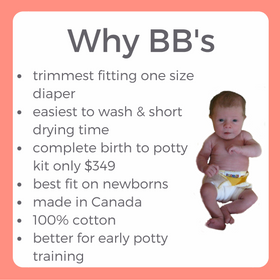 Why BB's
• trimmest fitting one size
diaper
• easiest to wash & short
drying time
• complete birth to potty
kit only $349
• best fit on newborns
• made in Canada
• 100% cotton
• better for early potty
training